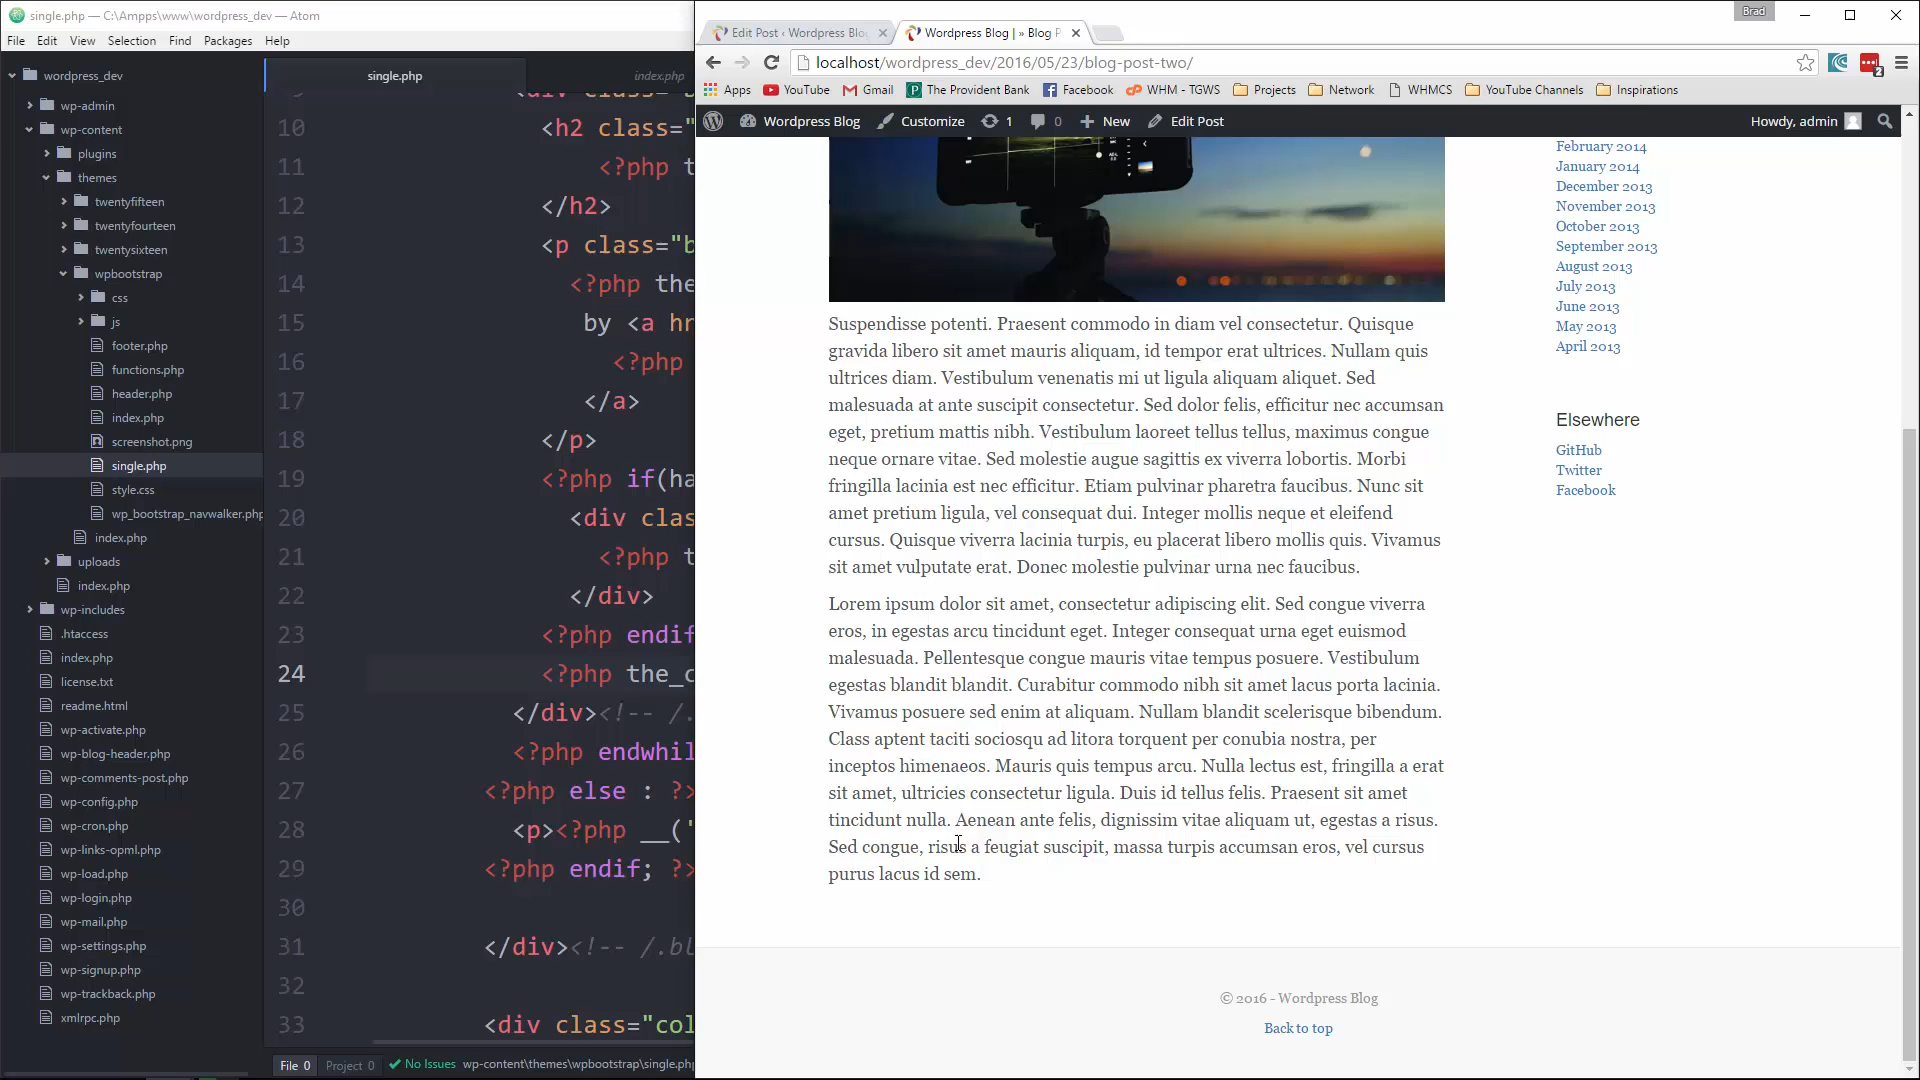 single.php — C:\Ampps\www\wordpress_dev — Atom
File Edit View Selection Find Packages Help
wordpress_dev
wp-admin
wp-content
plugins
themes
twentyfifteen
twentyfourteen
twentysixteen
wpbootstrap
css
js
footer.php
functions.php
header.php
index.php
screenshot.png
single.php
style.css
wp_bootstrap_navwalker.php
index.php
uploads
index.php
wp-includes
.htaccess
index.php
license.txt
readme.html
wp-activate.php
wp-blog-header.php
wp-comments-post.php
wp-config.php
wp-cron.php
wp-links-opml.php
wp-load.php
wp-login.php
wp-mail.php
wp-settings.php
wp-signup.php
wp-trackback.php
xmlrpc.php
single.php index.php
10 <h2 class="
11 <?php t
12 </h2>
13 <p class="b
14 <?php the
15 by <a hr
16 <?php
17 </a>
18 </p>
19 <?php if(ha
20 <div clas
21 <?php t
22 </div>
23 <?php endif
24 <?php the_c
25 </div><!-- /.
26 <?php endwhil
27 <?php else : ?>
28 <p><?php __('
29 <?php endif; ?>
30
31 </div><!-- /.bl
32
33 <div class="col
File 0 Project 0 No Issues wp-content\themes\wpbootstrap\single.php
Brad
Edit Post ‹ Wordpress Blo
Wordpress Blog | » Blog P
localhost/wordpress_dev/2016/05/23/blog-post-two/
2
Apps YouTube Gmail The Provident Bank Facebook WHM - TGWS Projects Network WHMCS YouTube Channels Inspirations
Wordpress Blog Customize 1 0 New Edit Post Howdy, admin
Suspendisse potenti. Praesent commodo in diam vel consectetur. Quisque
gravida libero sit amet mauris aliquam, id tempor erat ultrices. Nullam quis
ultrices diam. Vestibulum venenatis mi ut ligula aliquam aliquet. Sed
malesuada at ante suscipit consectetur. Sed dolor felis, efficitur nec accumsan
eget, pretium mattis nibh. Vestibulum laoreet tellus tellus, maximus congue
neque ornare vitae. Sed molestie augue sagittis ex viverra lobortis. Morbi
fringilla lacinia est nec efficitur. Etiam pulvinar pharetra faucibus. Nunc sit
amet pretium ligula, vel consequat dui. Integer mollis neque et eleifend
cursus. Quisque viverra lacinia turpis, eu placerat libero mollis quis. Vivamus
sit amet vulputate erat. Donec molestie pulvinar urna nec faucibus.
Lorem ipsum dolor sit amet, consectetur adipiscing elit. Sed congue viverra
eros, in egestas arcu tincidunt eget. Integer consequat urna eget euismod
malesuada. Pellentesque congue mauris vitae tempus posuere. Vestibulum
egestas blandit blandit. Curabitur commodo nibh sit amet lacus porta lacinia.
Vivamus posuere sed enim at aliquam. Nullam blandit scelerisque bibendum.
Class aptent taciti sociosqu ad litora torquent per conubia nostra, per
inceptos himenaeos. Mauris quis tempus arcu. Nulla lectus est, fringilla a erat
sit amet, ultricies consectetur ligula. Duis id tellus felis. Praesent sit amet
tincidunt nulla. Aenean ante felis, dignissim vitae aliquam ut, egestas a risus.
Sed congue, risus a feugiat suscipit, massa turpis accumsan eros, vel cursus
purus lacus id sem.
February 2014
January 2014
December 2013
November 2013
October 2013
September 2013
August 2013
July 2013
June 2013
May 2013
April 2013
Elsewhere
GitHub
Twitter
Facebook
© 2016 - Wordpress Blog
Back to top